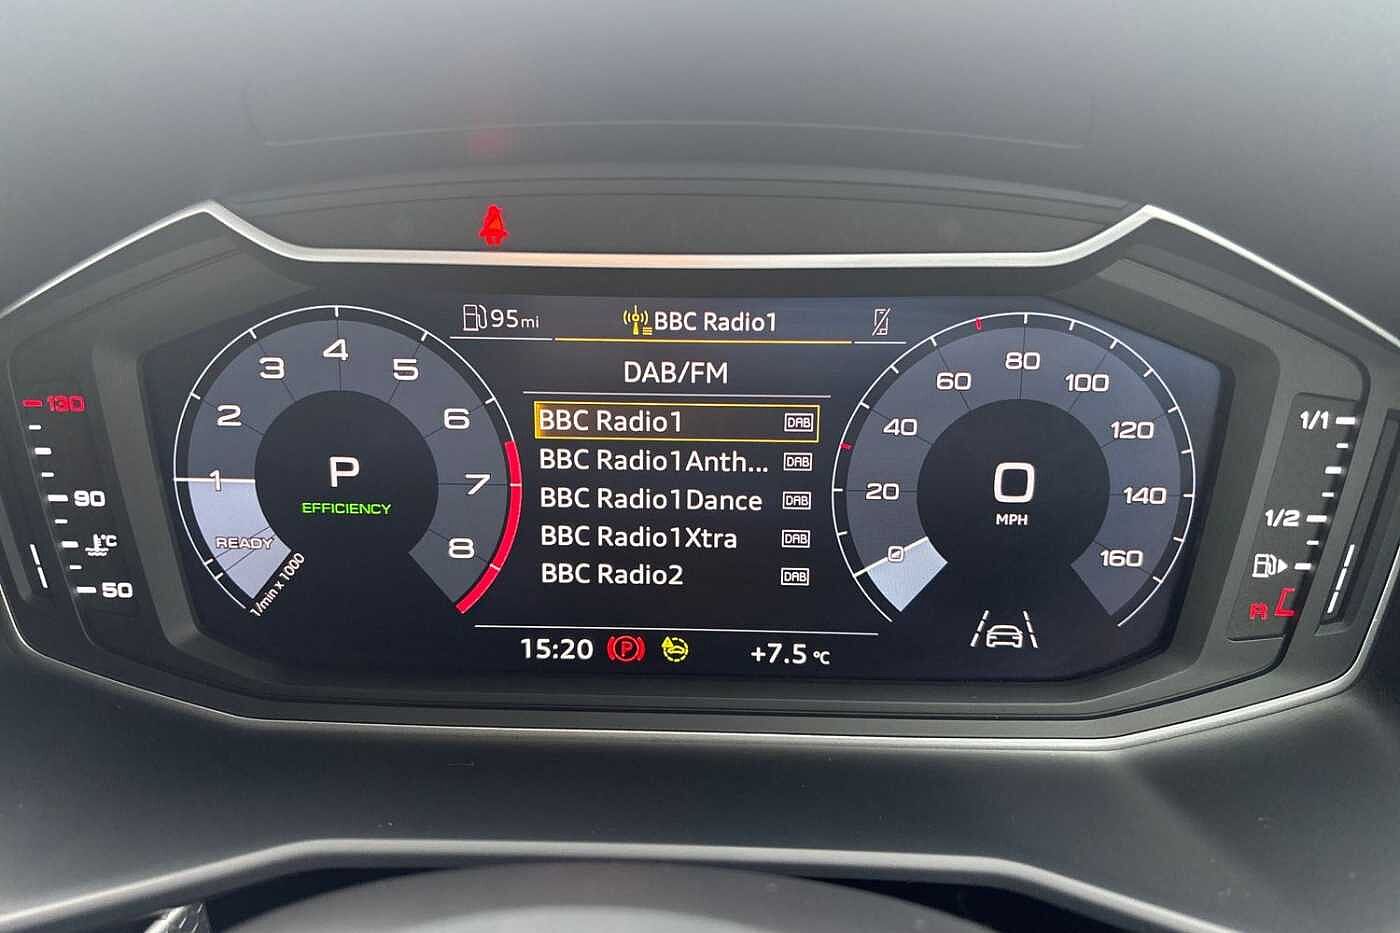 95 mi
BBC Radio1
DAB/FM
BBC Radio1 DAB
BBC Radio1Anth... DAB
BBC Radio1Dance DAB
BBC Radio1Xtra DAB
BBC Radio2 DAB
15:20 P +7.5 °C
1 2 3 4 5 6 7 8
READY
1/min x 1000
P
EFFICIENCY
0 20 40 60 80 100 120 140 160
0
MPH
130
90
°C
50
1/1
1/2
R